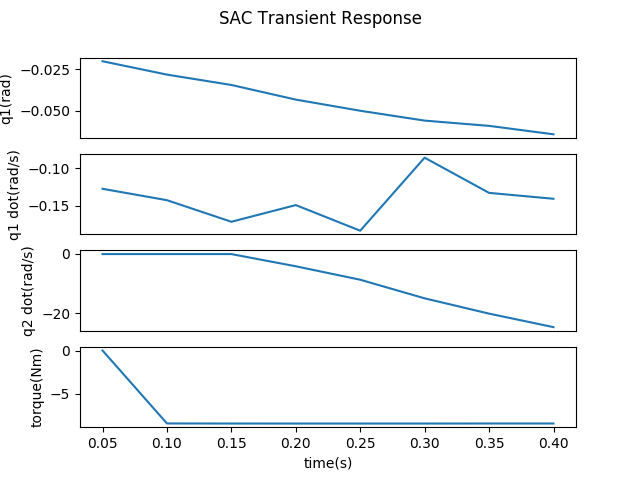 SAC Transient Response
q1(rad)
−0.025
−0.050
q1 dot(rad/s)
−0.10
−0.15
q2 dot(rad/s)
0
−20
torque(Nm)
0
−5
0.05 0.10 0.15 0.20 0.25 0.30 0.35 0.40
time(s)